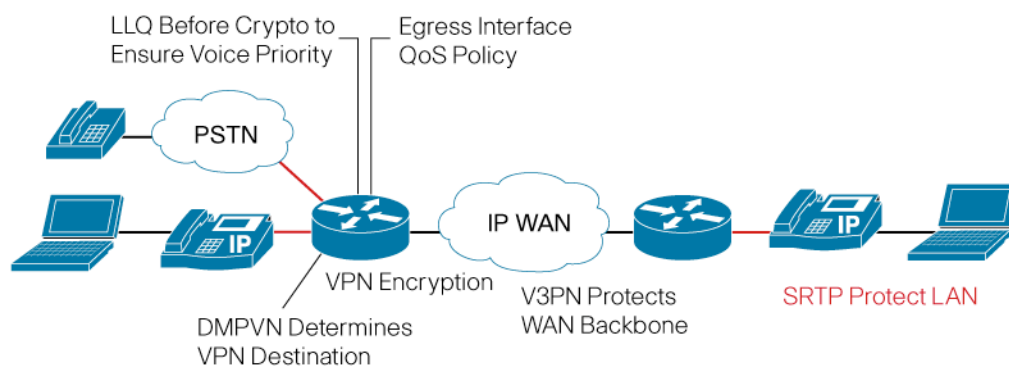 LLQ Before Crypto to
Ensure Voice Priority
Egress Interface
QoS Policy
PSTN
IP
IP WAN
IP
VPN Encryption
V3PN Protects
WAN Backbone
SRTP Protect LAN
DMPVN Determines
VPN Destination